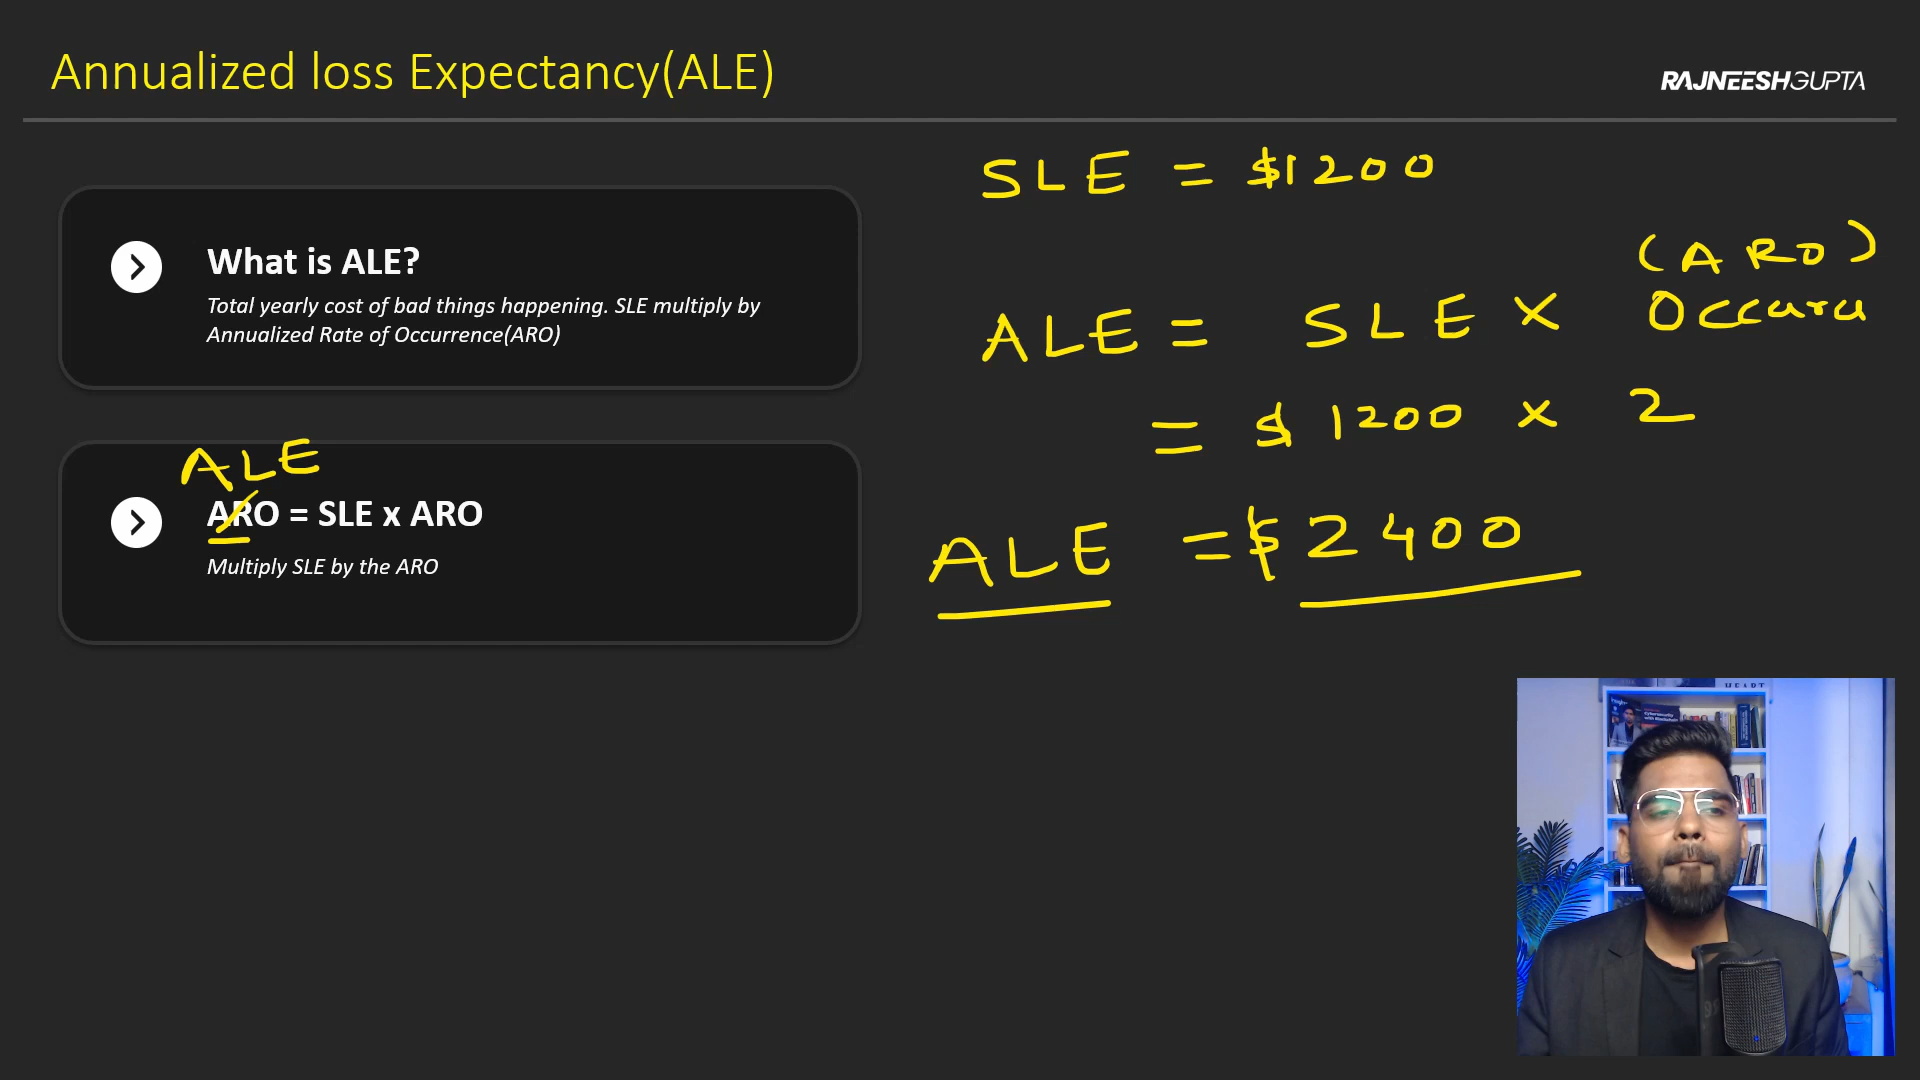 Annualized loss Expectancy(ALE)
RAJNEESHGUPTA
What is ALE?
Total yearly cost of bad things happening. SLE multiply by
Annualized Rate of Occurrence(ARO)
ALE
ARO = SLE x ARO
Multiply SLE by the ARO
SLE = $1200
(ARO)
ALE = SLE X Occuru
= $ 1200 x 2
ALE = $ 2400